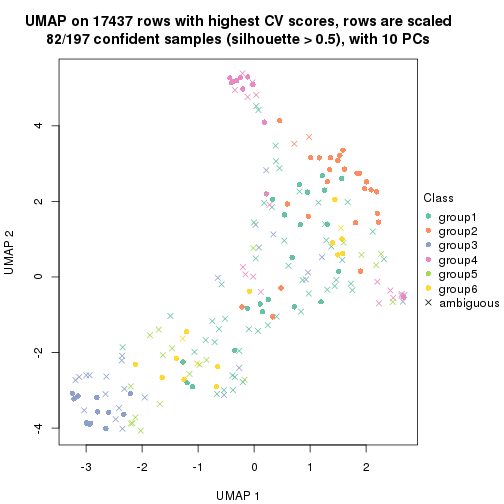 UMAP on 17437 rows with highest CV scores, rows are scaled
82/197 confident samples (silhouette > 0.5), with 10 PCs
4
2
0
-2
-4
UMAP 2
-3
-2
-1
0
1
2
UMAP 1
Class
group1
group2
group3
group4
group5
group6
ambiguous